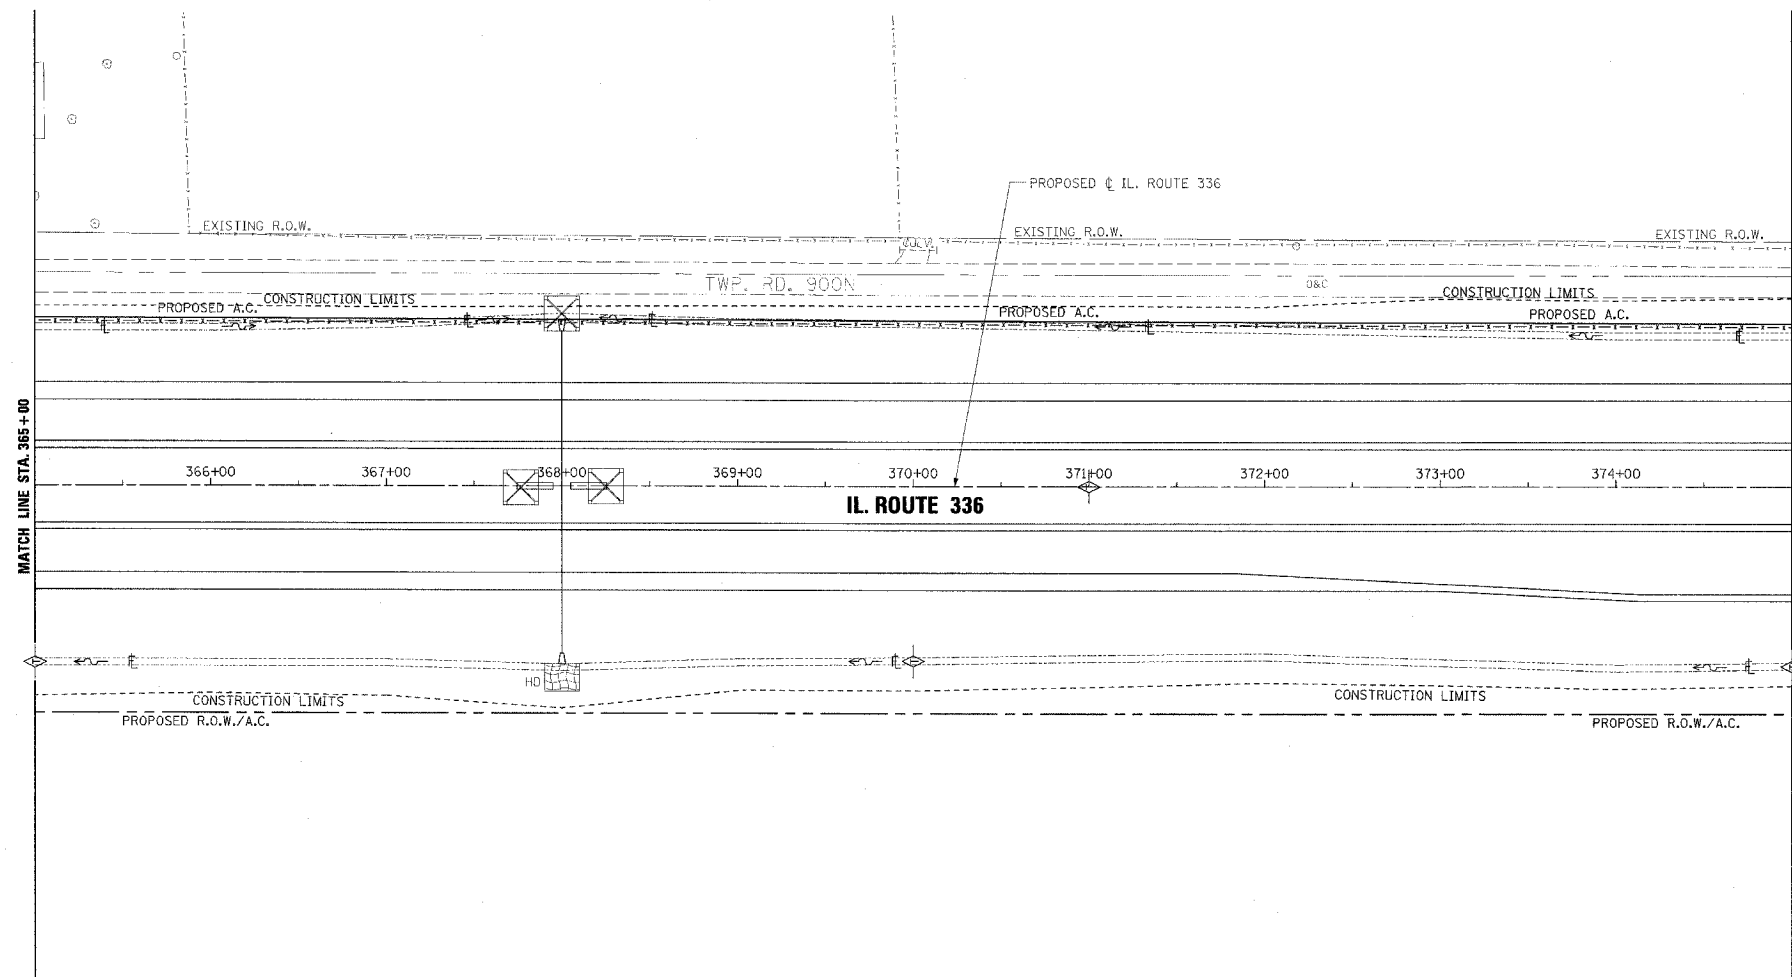 PROPOSED ℄ IL. ROUTE 336
EXISTING R.O.W.
EXISTING R.O.W.
EXISTING R.O.W.
CULV.
TWP. RD. 900N
O&C
CONSTRUCTION LIMITS
CONSTRUCTION LIMITS
PROPOSED A.C.
PROPOSED A.C.
PROPOSED A.C.
MATCH LINE STA. 365+00
366+00 367+00 368+00 369+00 370+00 371+00 372+00 373+00 374+00
IL. ROUTE 336
HD
CONSTRUCTION LIMITS
CONSTRUCTION LIMITS
PROPOSED R.O.W./A.C.
PROPOSED R.O.W./A.C.